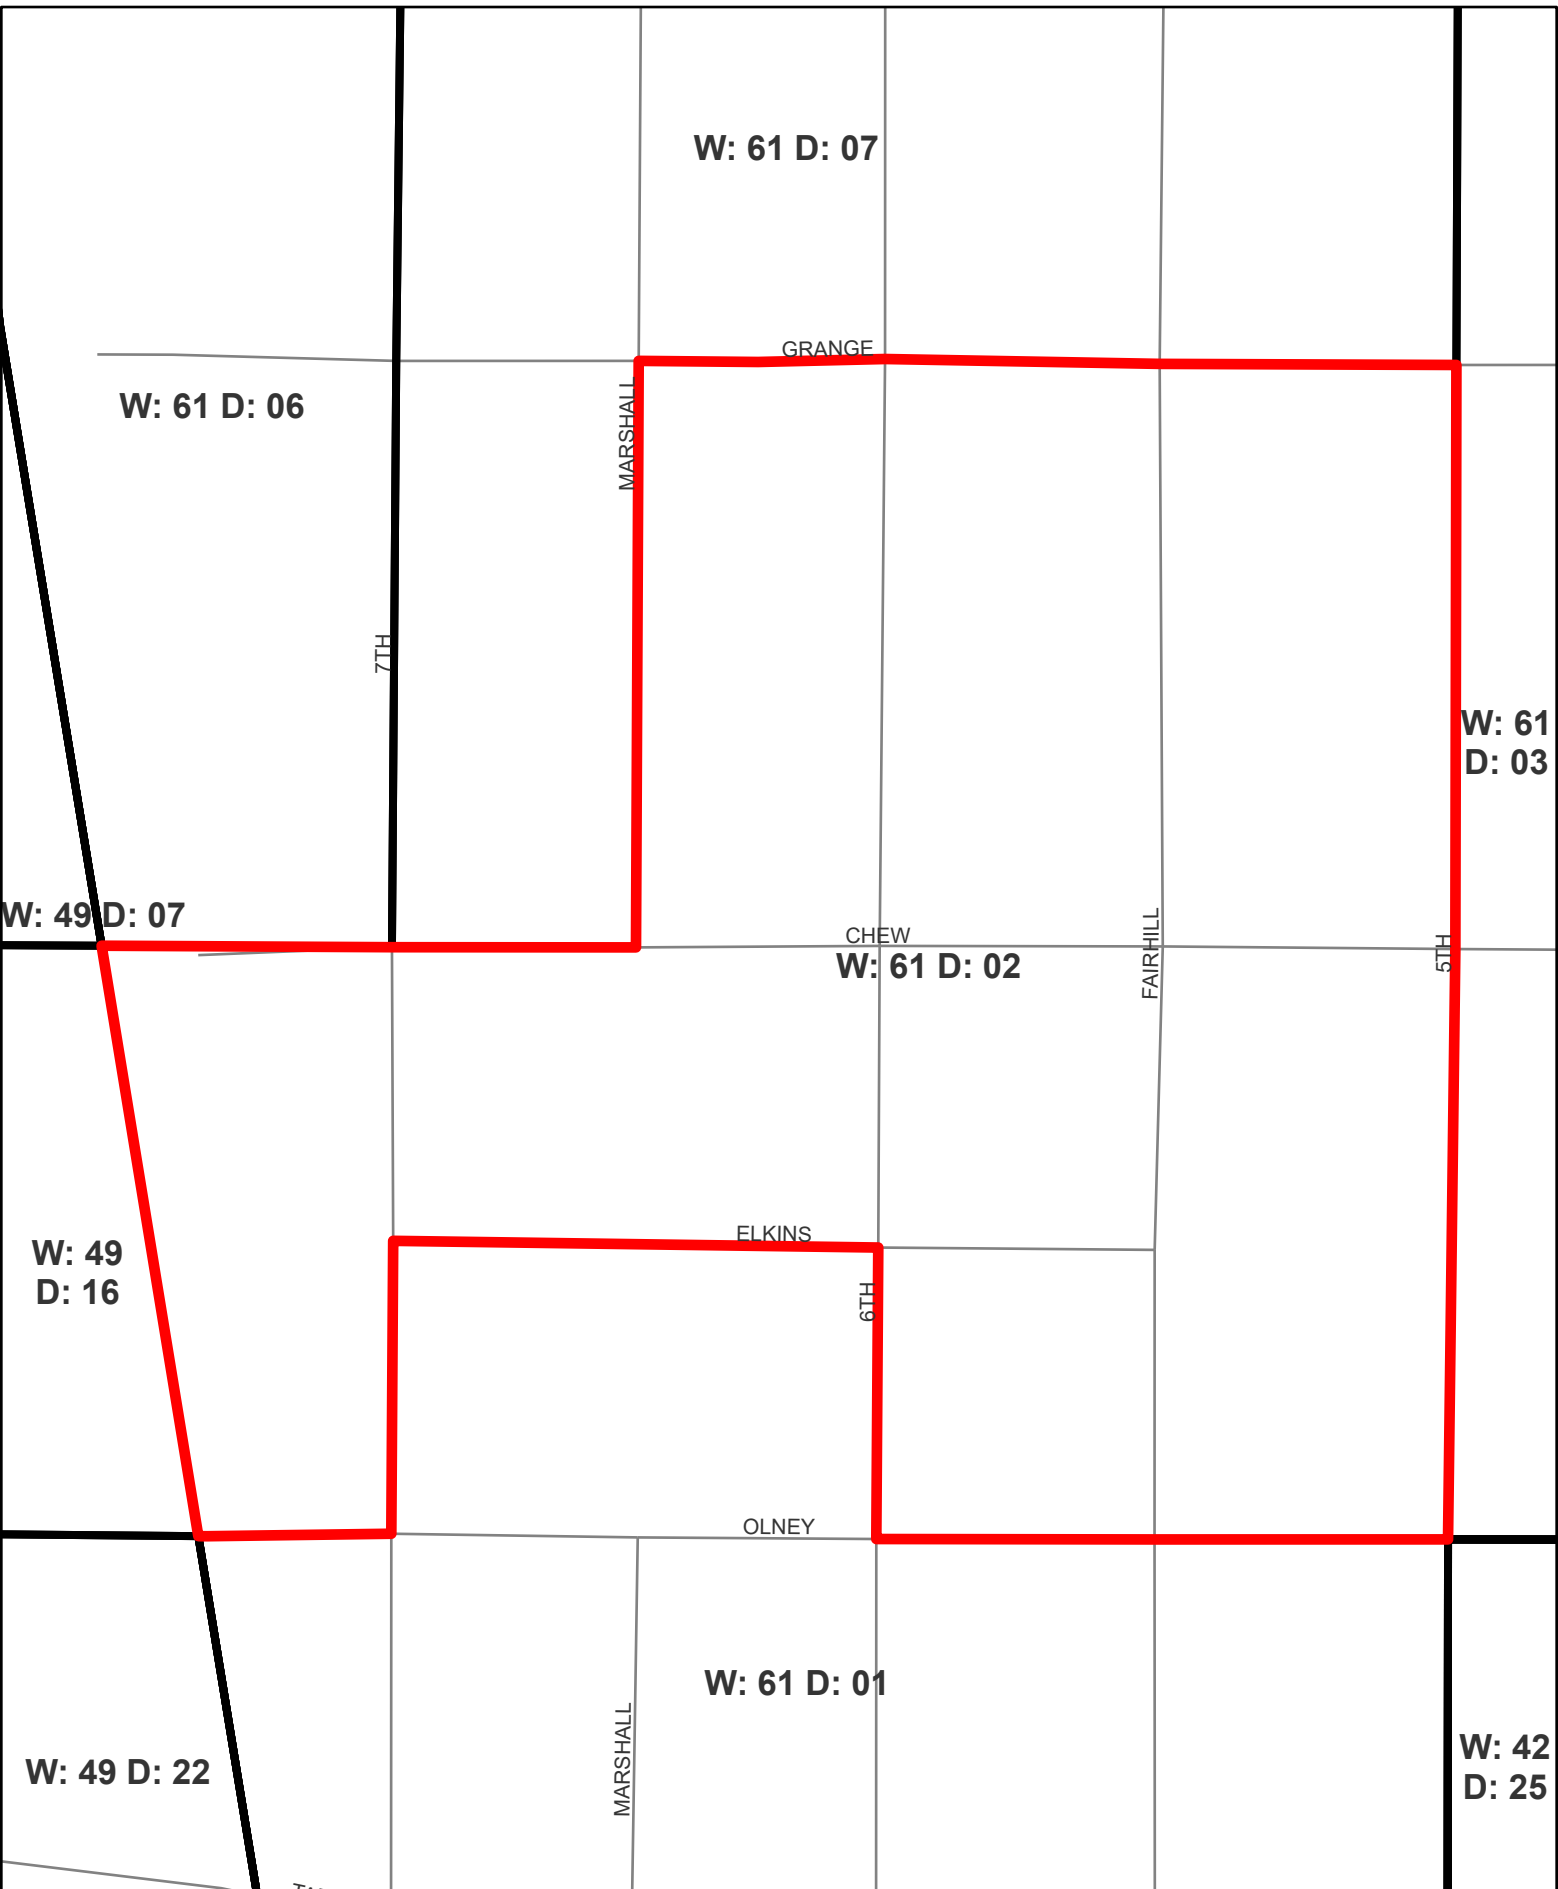 W: 61 D: 07
GRANGE
MARSHALL
W: 61 D: 06
7TH
W: 61
D: 03
W: 49 D: 07
CHEW
W: 61 D: 02
FAIRHILL
5TH
ELKINS
W: 49
D: 16
6TH
OLNEY
W: 61 D: 01
MARSHALL
W: 49 D: 22
W: 42
D: 25